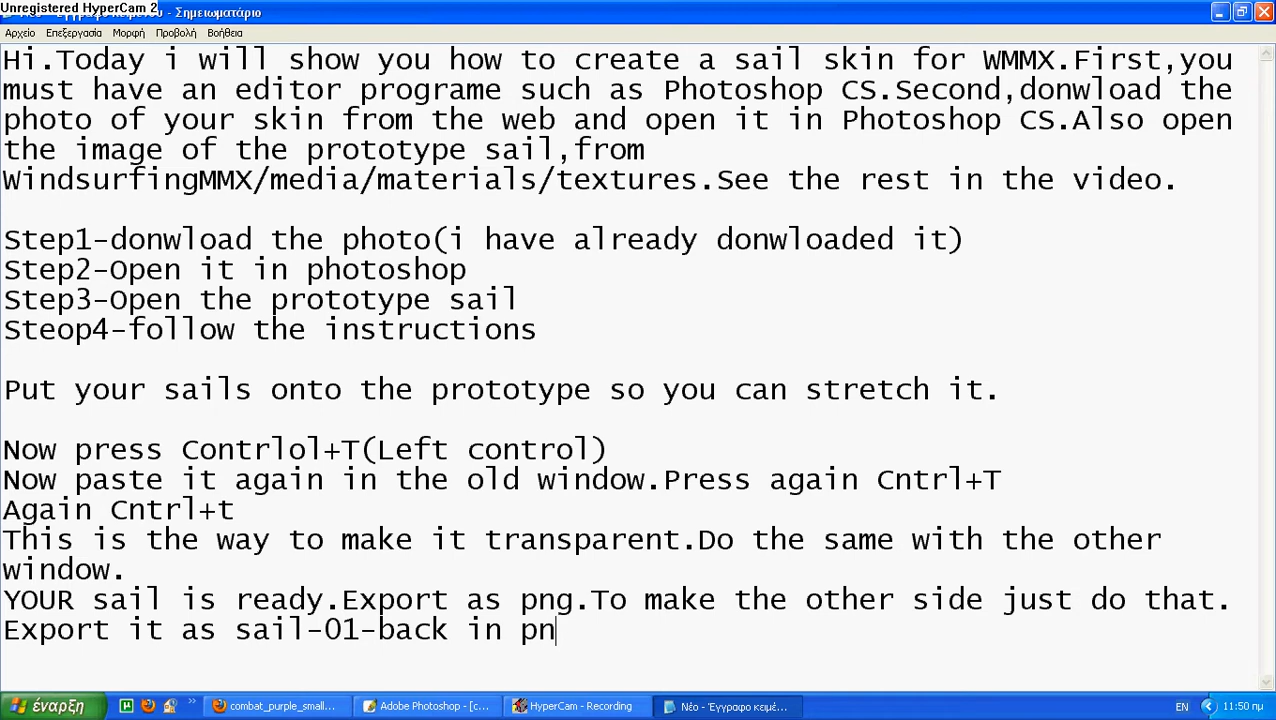 Unregistered HyperCam 2
Νέο - Έγγραφο κειμένου - Σημειωματάριο
Αρχείο Επεξεργασία Μορφή Προβολή Βοήθεια
Hi.Today i will show you how to create a sail skin for WMMX.First,you
must have an editor programe such as Photoshop CS.Second,donwload the
photo of your skin from the web and open it in Photoshop CS.Also open
the image of the prototype sail,from
WindsurfingMMX/media/materials/textures.See the rest in the video.
Step1-donwload the photo(i have already donwloaded it)
Step2-Open it in photoshop
Step3-Open the prototype sail
Steop4-follow the instructions
Put your sails onto the prototype so you can stretch it.
Now press Contrlol+T(Left control)
Now paste it again in the old window.Press again Cntrl+T
Again Cntrl+t
This is the way to make it transparent.Do the same with the other
window.
YOUR sail is ready.Export as png.To make the other side just do that.
Export it as sail-01-back in pn
έναρξη combat_purple_small... Adobe Photoshop - [c... HyperCam - Recording Νέο - Έγγραφο κειμέ... EN 11:50 πμ